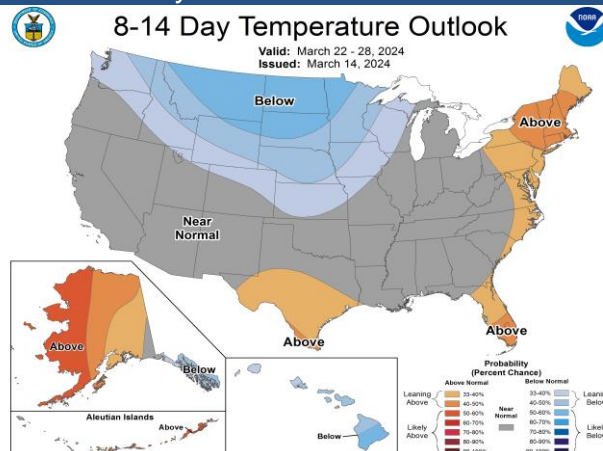 8-14 Day Temperature Outlook
NOAA
Valid: March 22 - 28, 2024
Issued: March 14, 2024
Below
Above
Near
Normal
Above
Above
Above
Below
Aleutian Islands
Above
Below
Probability
(Percent Chance)
Above Normal
Below Normal
Leaning
Above
33-40%
40-50%
50-60%
Likely
Above
60-70%
70-80%
80-90%
90-100%
Near
Normal
33-40%
40-50%
50-60%
60-70%
70-80%
80-90%